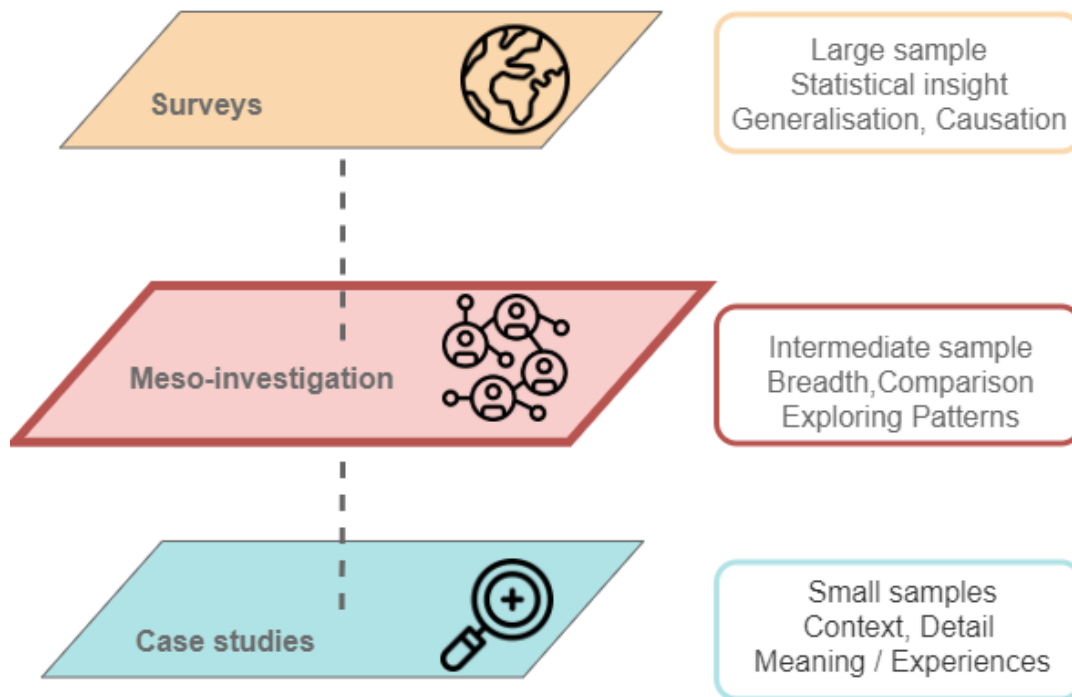 Surveys
Large sample
Statistical insight
Generalisation, Causation
Meso-investigation
Intermediate sample
Breadth,Comparison
Exploring Patterns
Case studies
Small samples
Context, Detail
Meaning / Experiences